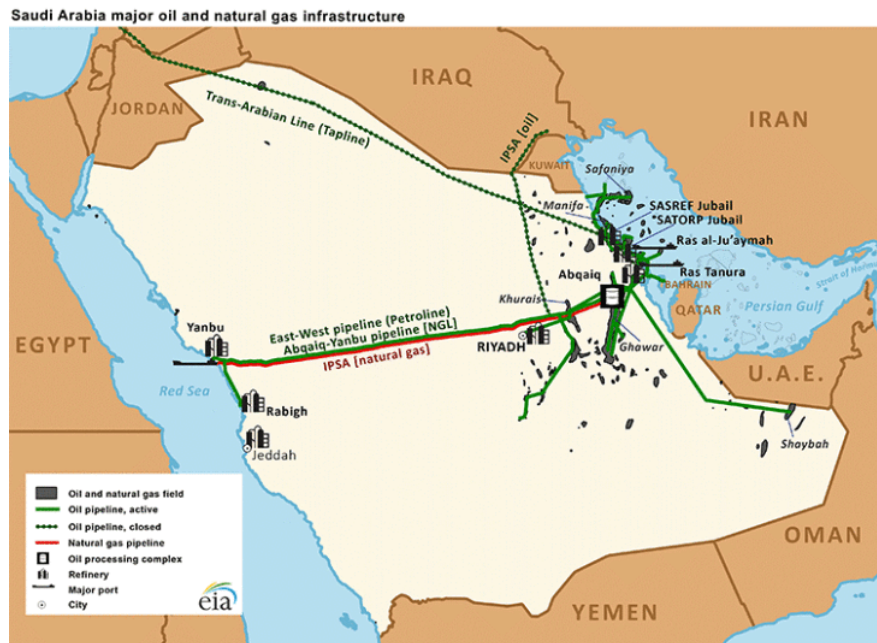 Saudi Arabia major oil and natural gas infrastructure
IRAQ
JORDAN
IRAN
Trans-Arabian Line (Tapline)
IPSA [oil]
KUWAIT
Safaniya
Manifa
SASREF Jubail
SATORP Jubail
Ras al-Ju'aymah
Abqaiq
Ras Tanura
Strait of Hormuz
BAHRAIN
Khurais
QATAR
Persian Gulf
Yanbu
East-West pipeline (Petroline)
Abqaiq-Yanbu pipeline [NGL]
IPSA [natural gas]
RIYADH
Ghawar
EGYPT
U.A.E.
Red Sea
Rabigh
Shaybah
Jeddah
Oil and natural gas field
Oil pipeline, active
Oil pipeline, closed
Natural gas pipeline
Oil processing complex
Refinery
Major port
City
eia
OMAN
YEMEN